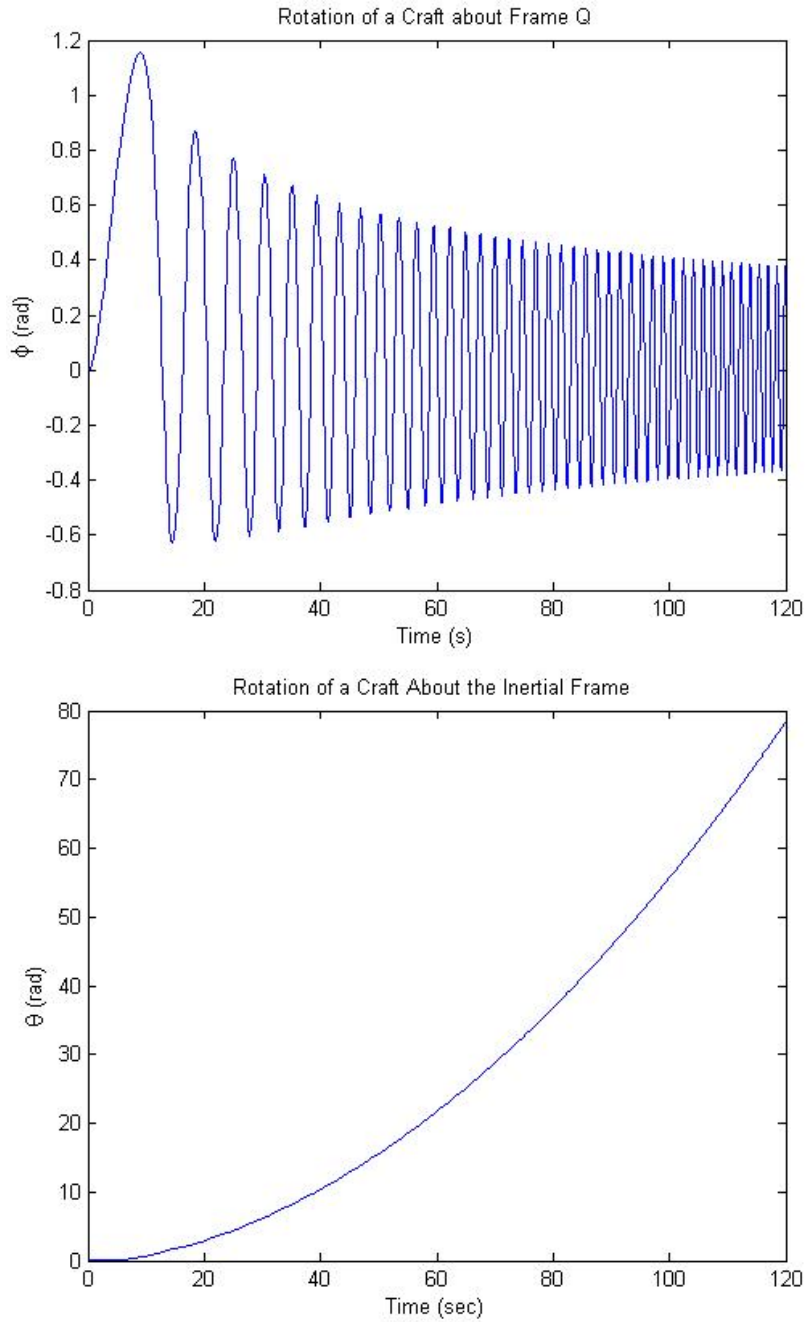 Rotation of a Craft about Frame Q
1.2
1
0.8
0.6
0.4
0.2
0
-0.2
-0.4
-0.6
-0.8
ϕ (rad)
0 20 40 60 80 100 120
Time (s)
Rotation of a Craft About the Inertial Frame
80
70
60
50
40
30
20
10
0
θ (rad)
0 20 40 60 80 100 120
Time (sec)